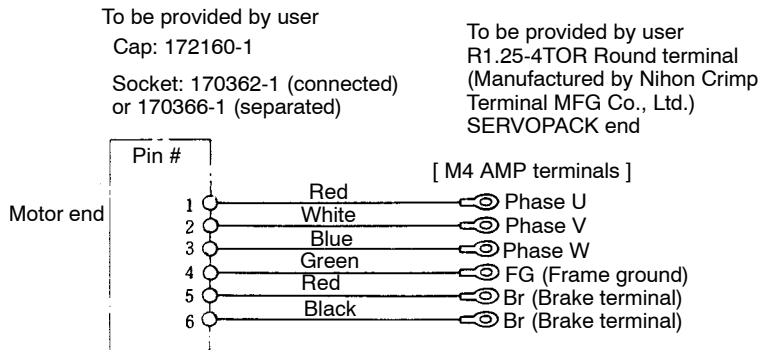 To be provided by user
Cap: 172160-1
Socket: 170362-1 (connected)
or 170366-1 (separated)
To be provided by user
R1.25-4TOR Round terminal
(Manufactured by Nihon Crimp
Terminal MFG Co., Ltd.)
SERVOPACK end
Pin #
[ M4 AMP terminals ]
Motor end
1 Red Phase U
2 White Phase V
3 Blue Phase W
4 Green FG (Frame ground)
5 Red Br (Brake terminal)
6 Black Br (Brake terminal)